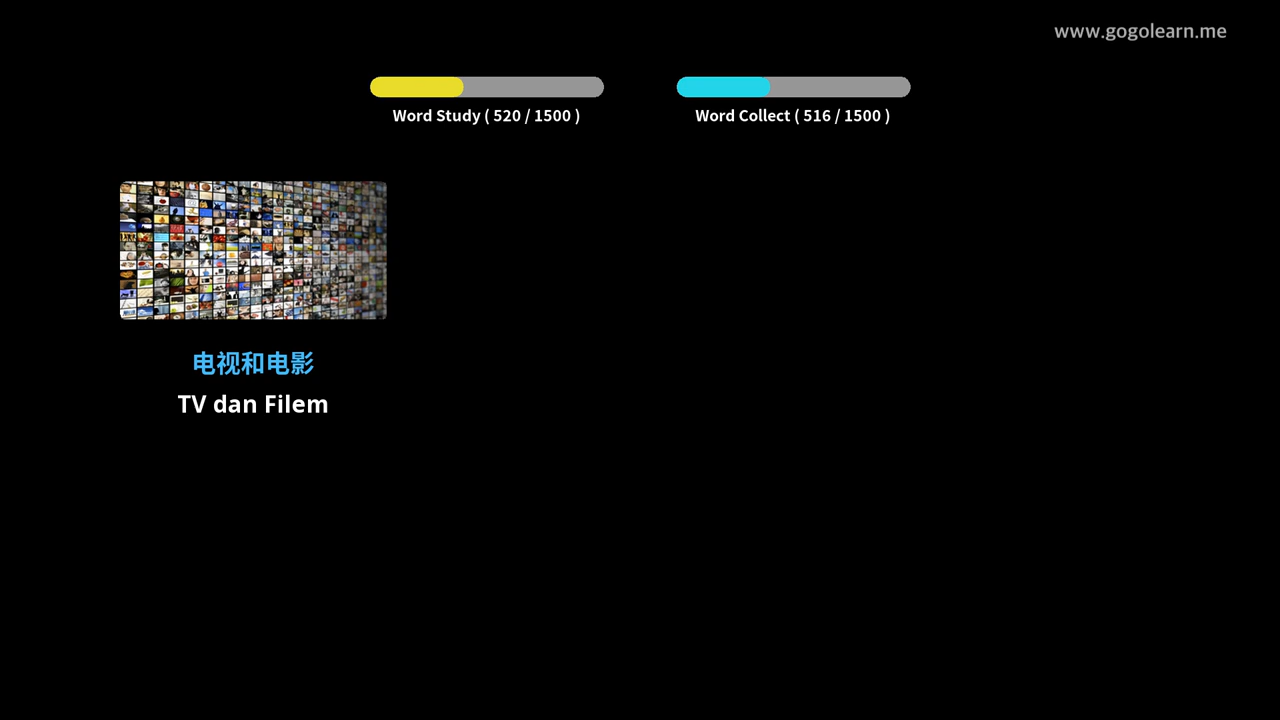 www.gogolearn.me
Word Study ( 520 / 1500 )
Word Collect ( 516 / 1500 )
电视和电影
TV dan Filem